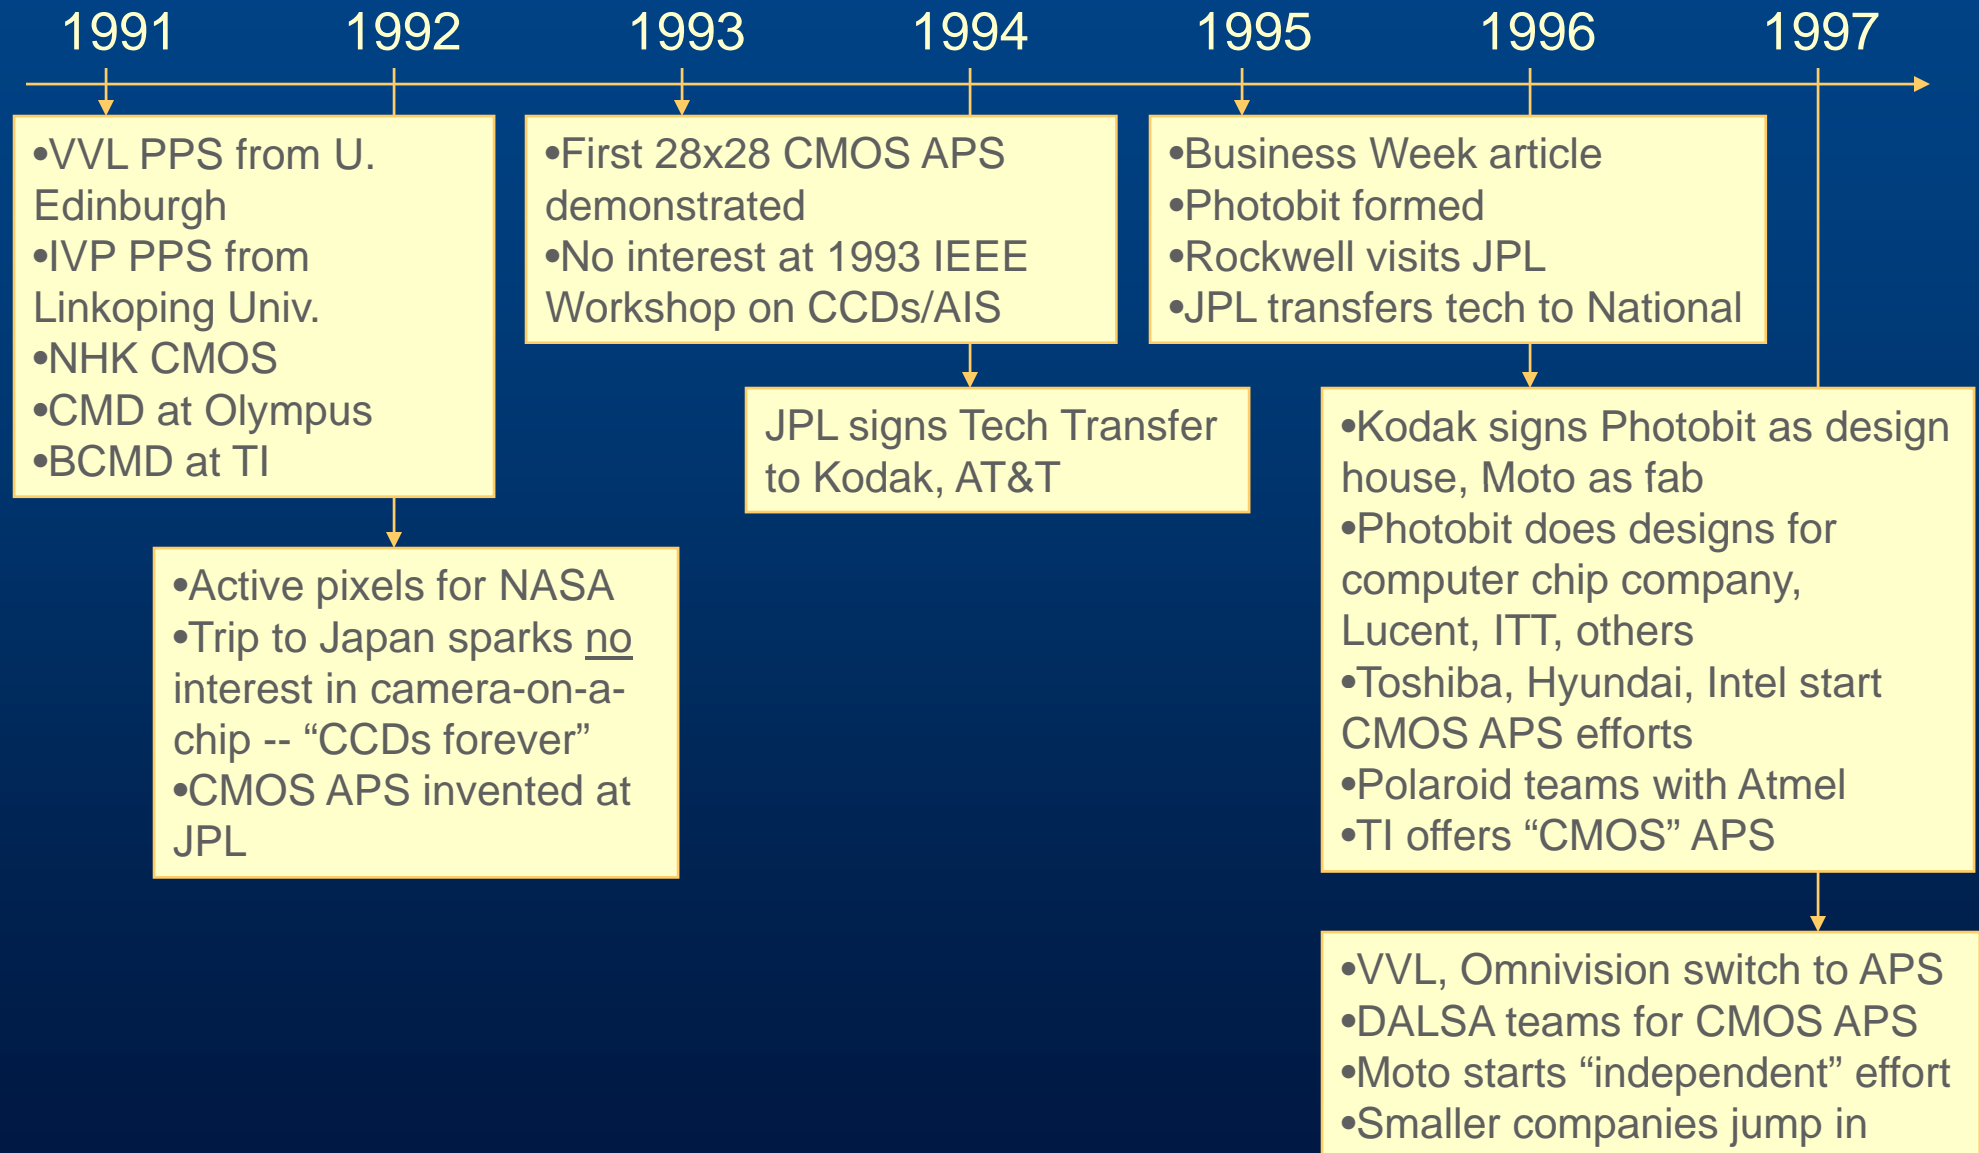 1991 1992 1993 1994 1995 1996 1997
•VVL PPS from U.
Edinburgh
•IVP PPS from
Linkoping Univ.
•NHK CMOS
•CMD at Olympus
•BCMD at TI
•Active pixels for NASA
•Trip to Japan sparks no
interest in camera-on-a-
chip -- “CCDs forever”
•CMOS APS invented at
JPL
•First 28x28 CMOS APS
demonstrated
•No interest at 1993 IEEE
Workshop on CCDs/AIS
JPL signs Tech Transfer
to Kodak, AT&T
•Business Week article
•Photobit formed
•Rockwell visits JPL
•JPL transfers tech to National
•Kodak signs Photobit as design
house, Moto as fab
•Photobit does designs for
computer chip company,
Lucent, ITT, others
•Toshiba, Hyundai, Intel start
CMOS APS efforts
•Polaroid teams with Atmel
•TI offers “CMOS” APS
•VVL, Omnivision switch to APS
•DALSA teams for CMOS APS
•Moto starts “independent” effort
•Smaller companies jump in